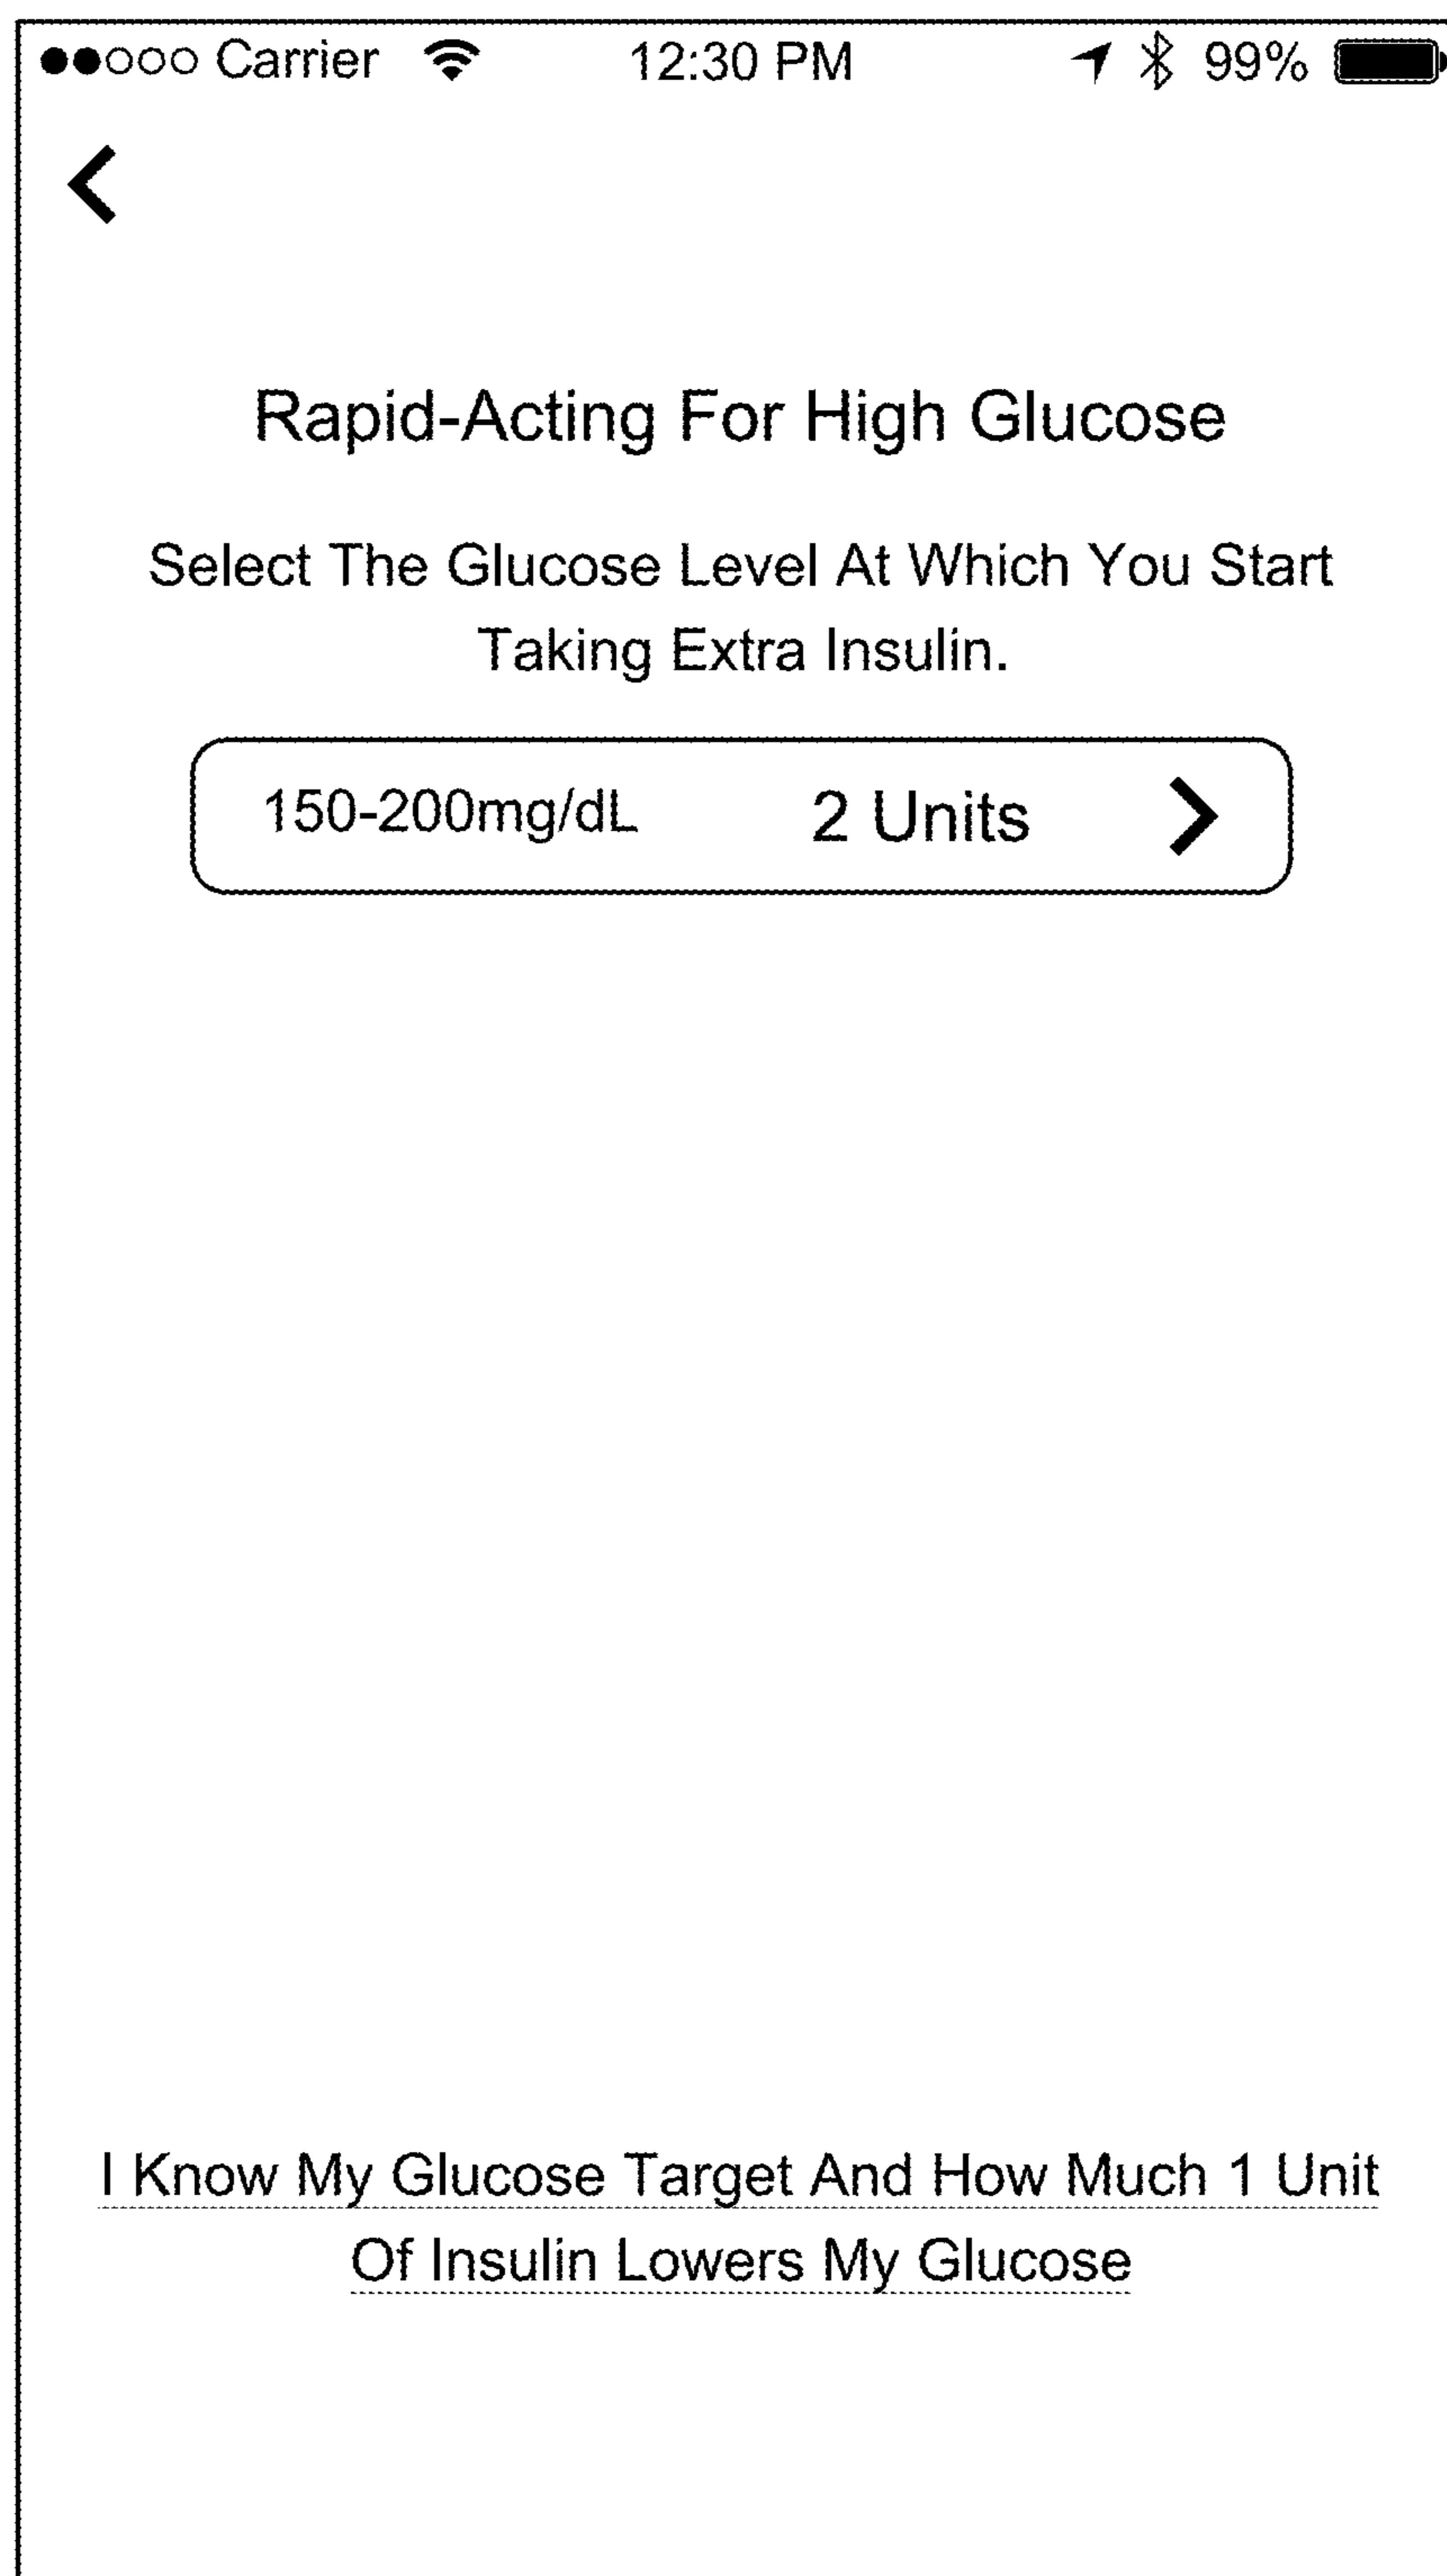 Carrier 12:30 PM 99%
Rapid-Acting For High Glucose
Select The Glucose Level At Which You Start
Taking Extra Insulin.
150-200mg/dL 2 Units
I Know My Glucose Target And How Much 1 Unit
Of Insulin Lowers My Glucose